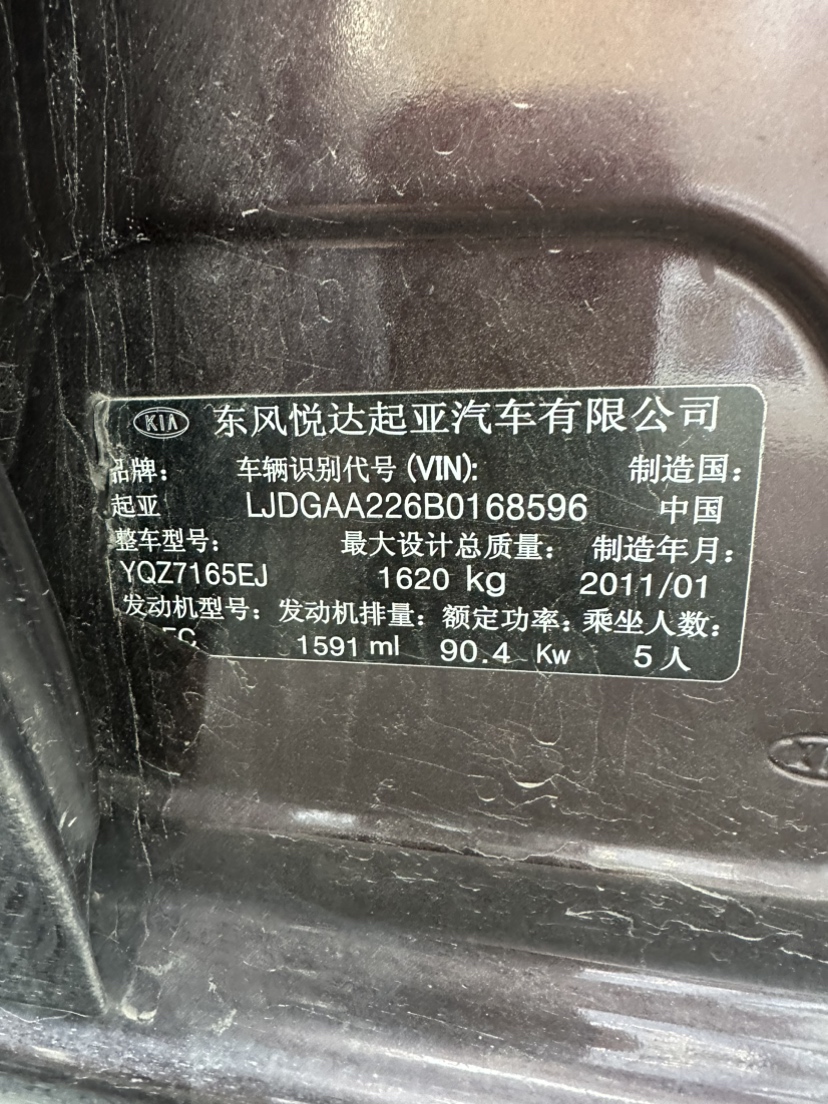 KIA 东风悦达起亚汽车有限公司
品牌： 车辆识别代号 (VIN)： 制造国：
起亚 LJDGAA226B0168596 中国
整车型号： 最大设计总质量： 制造年月：
YQZ7165EJ 1620 kg 2011/01
发动机型号： 发动机排量： 额定功率： 乘坐人数：
1591 ml 90.4 Kw 5 人